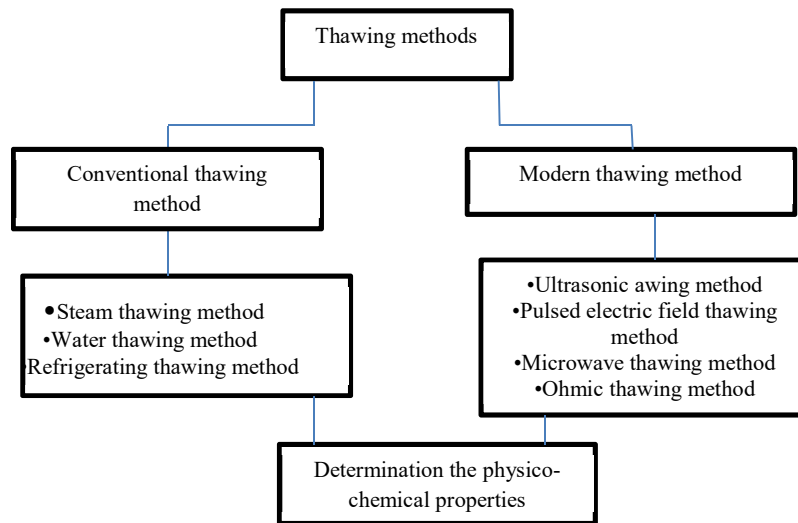 Thawing methods
Conventional thawing
method
Modern thawing method
•Steam thawing method
•Water thawing method
•Refrigerating thawing method
•Ultrasonic awing method
•Pulsed electric field thawing
method
•Microwave thawing method
•Ohmic thawing method
Determination the physico-
chemical properties